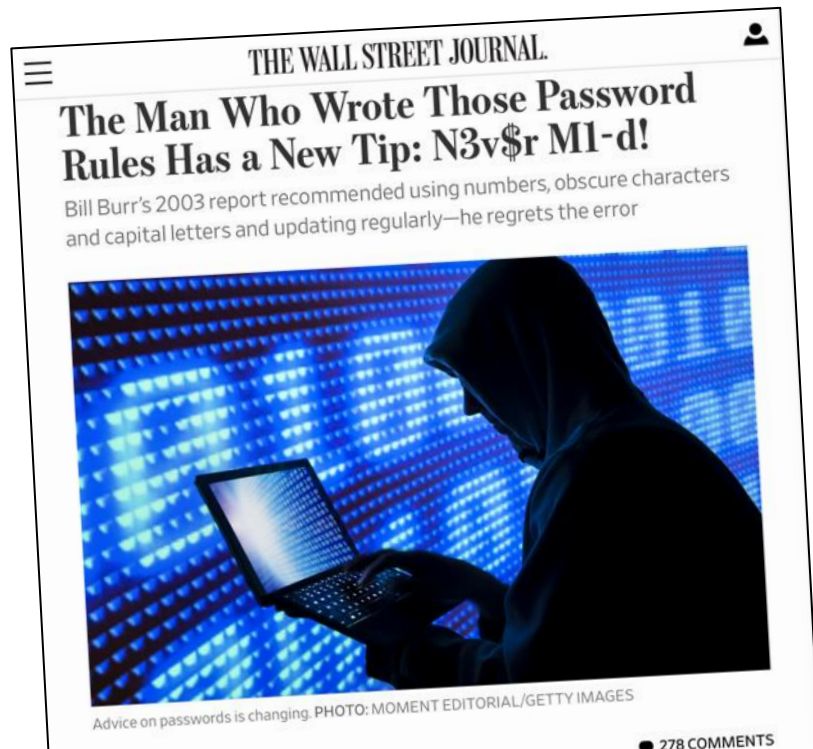 THE WALL STREET JOURNAL.
The Man Who Wrote Those Password
Rules Has a New Tip: N3v$r M1-d!
Bill Burr's 2003 report recommended using numbers, obscure characters
and capital letters and updating regularly—he regrets the error
Advice on passwords is changing. PHOTO: MOMENT EDITORIAL/GETTY IMAGES
278 COMMENTS